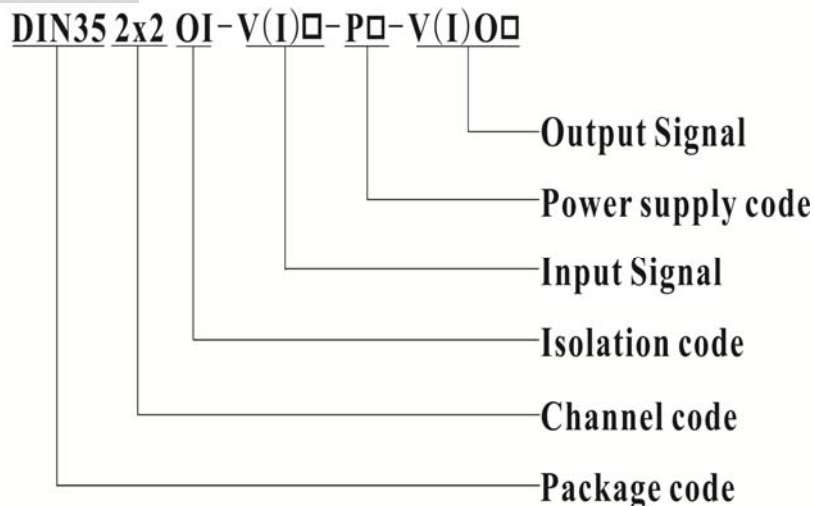 DIN35 2x2 OI-V(I)□-P□-V(I)O□
Output Signal
Power supply code
Input Signal
Isolation code
Channel code
Package code